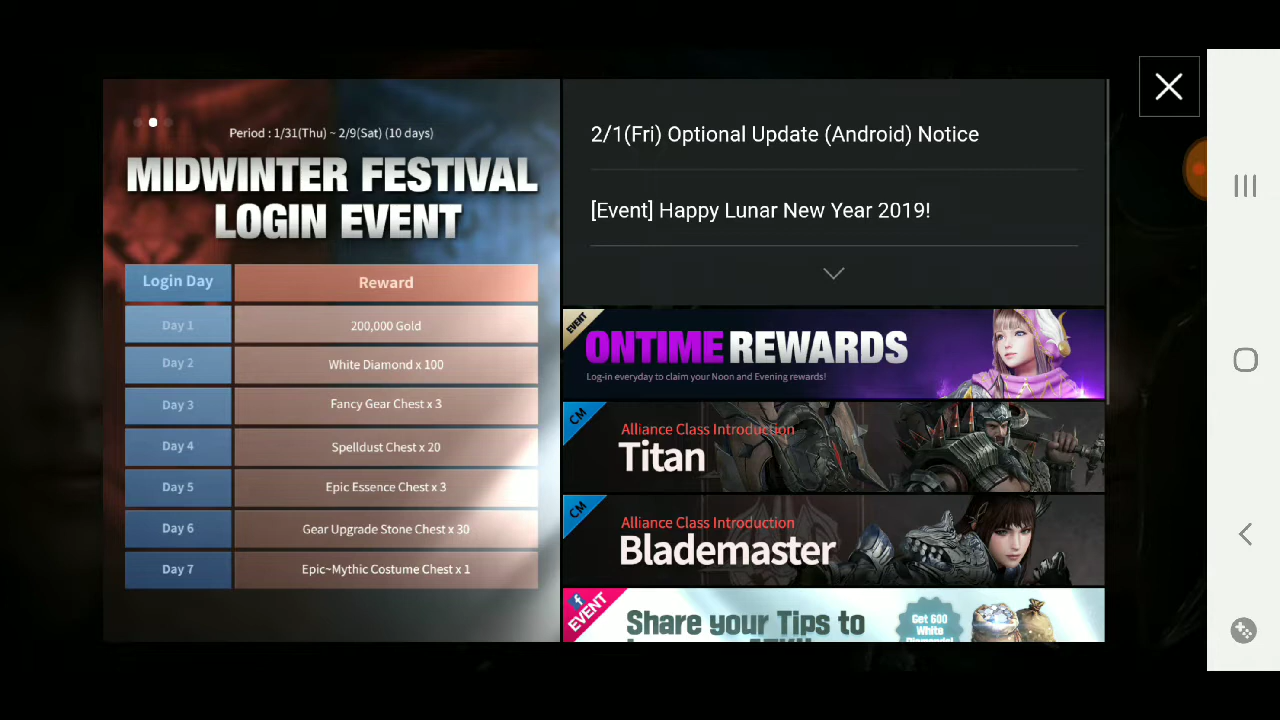 Period : 1/31(Thu) ~ 2/9(Sat) (10 days)
MIDWINTER FESTIVAL
LOGIN EVENT
Login Day Reward
Day 1 200,000 Gold
Day 2 White Diamond x 100
Day 3 Fancy Gear Chest x 3
Day 4 Spelldust Chest x 20
Day 5 Epic Essence Chest x 3
Day 6 Gear Upgrade Stone Chest x 30
Day 7 Epic~Mythic Costume Chest x 1
2/1(Fri) Optional Update (Android) Notice
[Event] Happy Lunar New Year 2019!
EVENT
ONTIME REWARDS
Log-in everyday to claim your Noon and Evening rewards!
CM
Alliance Class Introduction
Titan
CM
Alliance Class Introduction
Blademaster
f
EVENT
Share your Tips to
Get 600
White